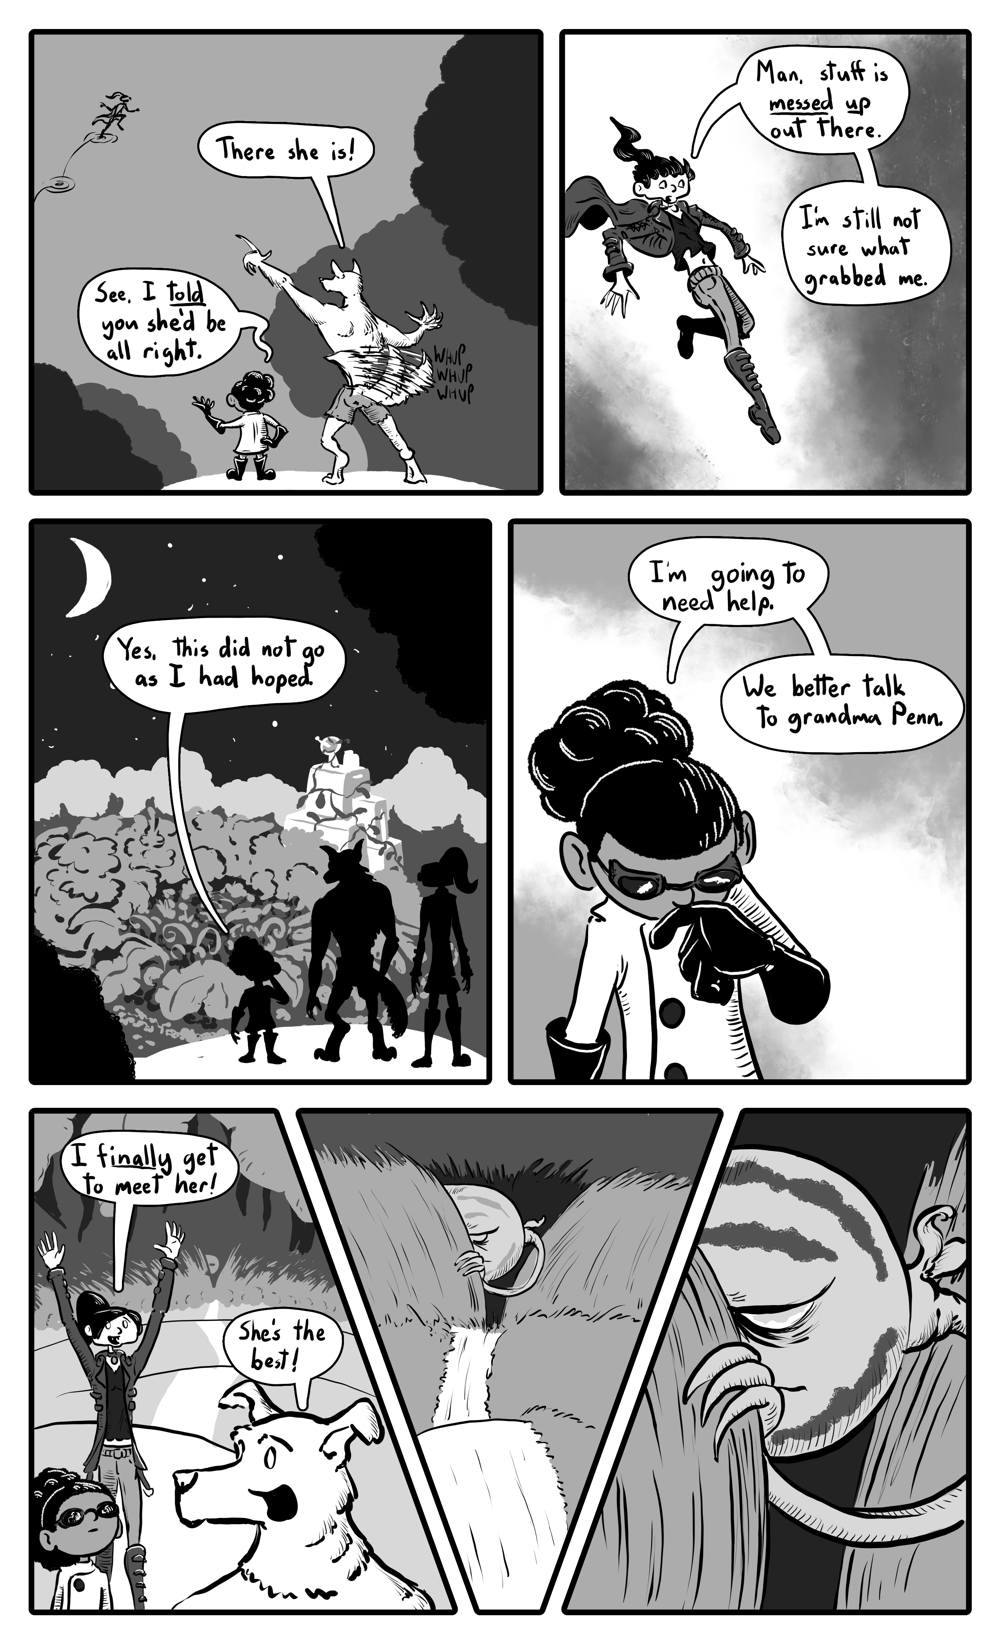 There she is!
See, I told
you she'd be
all right.
WHUP
WHUP
WHUP
Man, stuff is
messed up
out there.
I'm still not
sure what
grabbed me.
Yes, this did not go
as I had hoped.
I'm going to
need help.
We better talk
to grandma Penn.
I finally get
to meet her!
She's the
best!